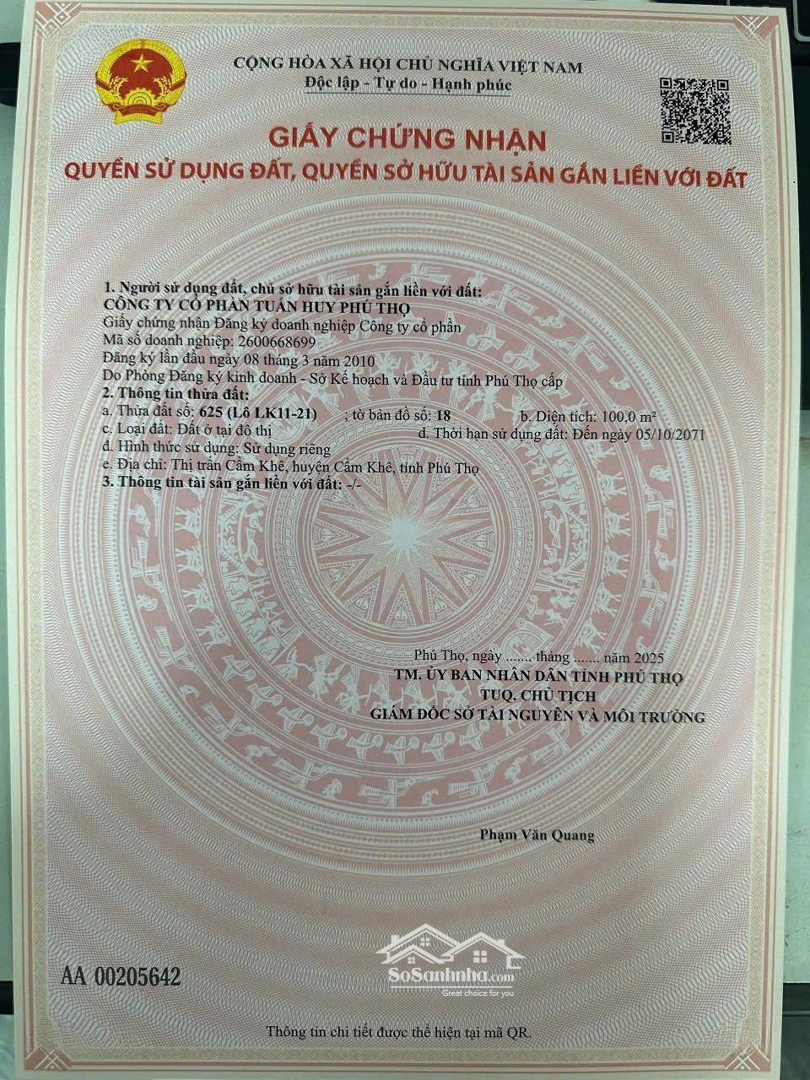 CỘNG HÒA XÃ HỘI CHỦ NGHĨA VIỆT NAM
Độc lập - Tự do - Hạnh phúc
GIẤY CHỨNG NHẬN
QUYỀN SỬ DỤNG ĐẤT, QUYỀN SỞ HỮU TÀI SẢN GẮN LIỀN VỚI ĐẤT
1. Người sử dụng đất, chủ sở hữu tài sản gắn liền với đất:
CÔNG TY CỔ PHẦN TUẤN HUY PHÚ THỌ
Giấy chứng nhận Đăng ký doanh nghiệp Công ty cổ phần
Mã số doanh nghiệp: 2600668699
Đăng ký lần đầu ngày 08 tháng 3 năm 2010
Do Phòng Đăng ký kinh doanh - Sở Kế hoạch và Đầu tư tỉnh Phú Thọ cấp
2. Thông tin thửa đất:
a. Thửa đất số: 625 (Lô LK11-21) ; tờ bản đồ số: 18 b. Diện tích: 100,0 m²
c. Loại đất: Đất ở tại đô thị d. Thời hạn sử dụng đất: Đến ngày 05/10/2071
đ. Hình thức sử dụng: Sử dụng riêng
e. Địa chỉ: Thị trấn Cẩm Khê, huyện Cẩm Khê, tỉnh Phú Thọ
3. Thông tin tài sản gắn liền với đất: -/-
Phú Thọ, ngày ....... tháng ....... năm 2025
TM. ỦY BAN NHÂN DÂN TỈNH PHÚ THỌ
TUQ. CHỦ TỊCH
GIÁM ĐỐC SỞ TÀI NGUYÊN VÀ MÔI TRƯỜNG
Phạm Văn Quang
SoSanhnha.com
Great choice for you
AA 00205642
Thông tin chi tiết được thể hiện tại mã QR.